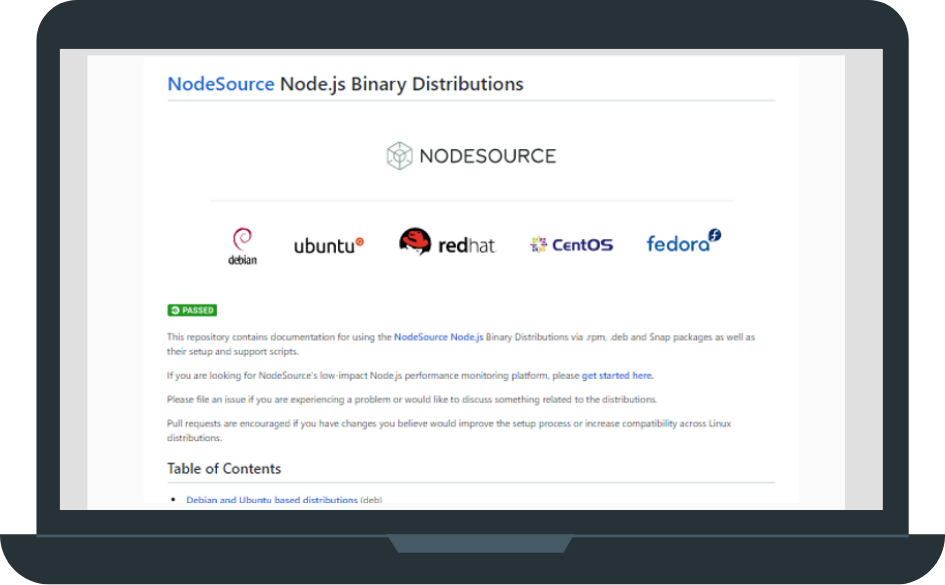 NodeSource Node.js Binary Distributions
NODESOURCE
debian
ubuntu
redhat
CentOS
fedora
PASSED
This repository contains documentation for using the NodeSource Node.js Binary Distributions via .rpm, .deb and Snap packages as well as
their setup and support scripts.
If you are looking for NodeSource's low-impact Node.js performance monitoring platform, please get started here.
Please file an issue if you are experiencing a problem or would like to discuss something related to the distributions.
Pull requests are encouraged if you have changes you believe would improve the setup process or increase compatibility across Linux
distributions.
Table of Contents
• Debian and Ubuntu based distributions (deb)